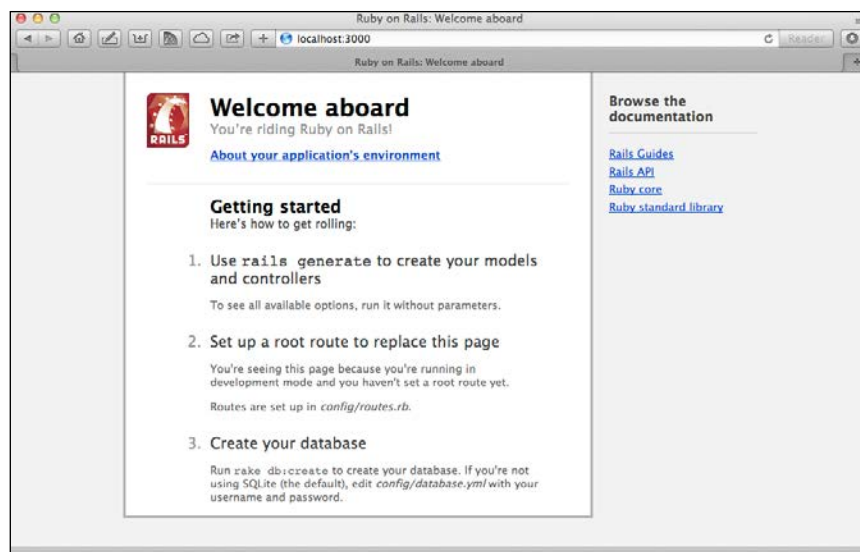 Ruby on Rails: Welcome aboard
localhost:3000
Reader
Ruby on Rails: Welcome aboard
RAILS
Welcome aboard
You're riding Ruby on Rails!
About your application's environment
Getting started
Here's how to get rolling:
1. Use rails generate to create your models
and controllers
To see all available options, run it without parameters.
2. Set up a root route to replace this page
You're seeing this page because you're running in
development mode and you haven't set a root route yet.
Routes are set up in config/routes.rb.
3. Create your database
Run rake db:create to create your database. If you're not
using SQLite (the default), edit config/database.yml with your
username and password.
Browse the
documentation
Rails Guides
Rails API
Ruby core
Ruby standard library